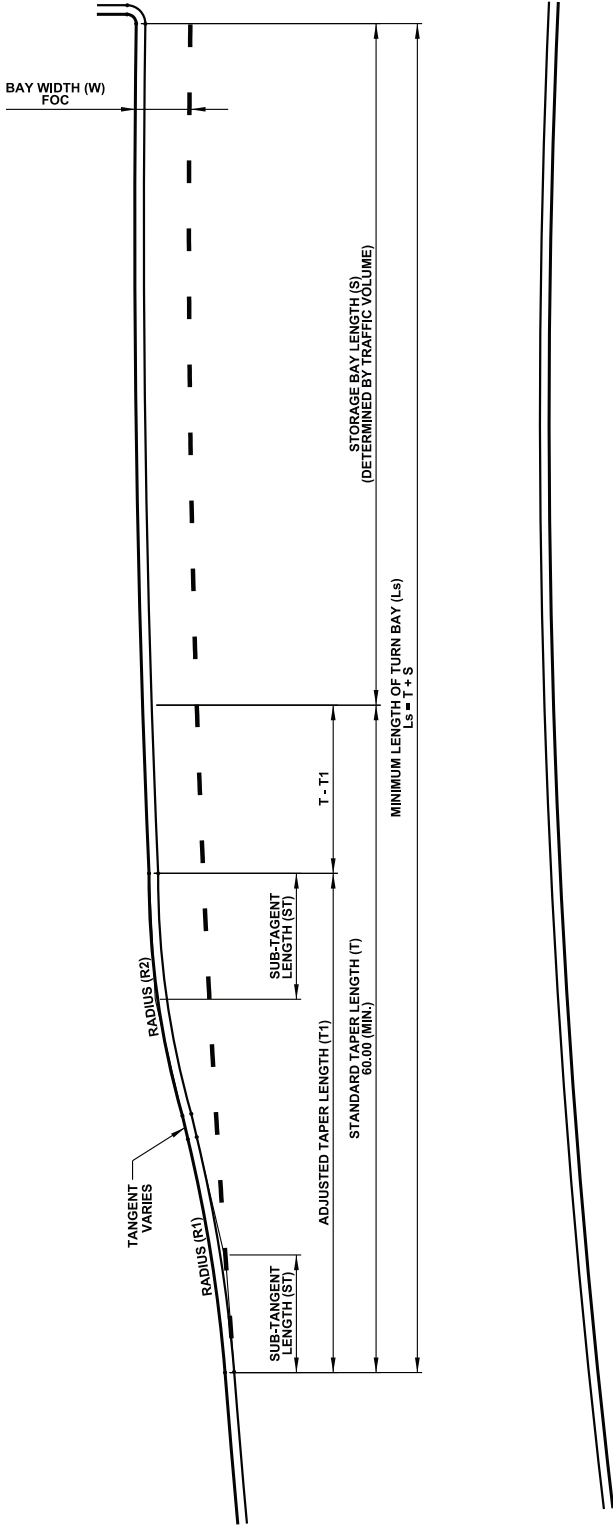 BAY WIDTH (W)
FOC
STORAGE BAY LENGTH (S)
(DETERMINED BY TRAFFIC VOLUME)
MINIMUM LENGTH OF TURN BAY (Ls)
Ls = T + S
T - T1
SUB-TAGENT
LENGTH (ST)
RADIUS (R2)
STANDARD TAPER LENGTH (T)
60.00 (MIN.)
ADJUSTED TAPER LENGTH (T1)
TANGENT
VARIES
RADIUS (R1)
SUB-TANGENT
LENGTH (ST)